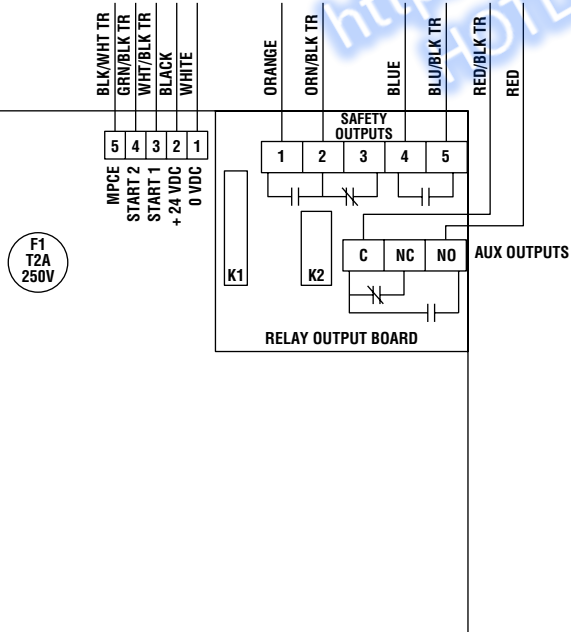 BLK/WHT TR
GRN/BLK TR
WHT/BLK TR
BLACK
WHITE
ORANGE
ORN/BLK TR
BLUE
BLU/BLK TR
RED/BLK TR
RED
5 4 3 2 1
MPCE
START 2
START 1
+ 24 VDC
0 VDC
SAFETY
OUTPUTS
1 2 3 4 5
F1
T2A
250V
K1
K2
C NC NO
AUX OUTPUTS
RELAY OUTPUT BOARD